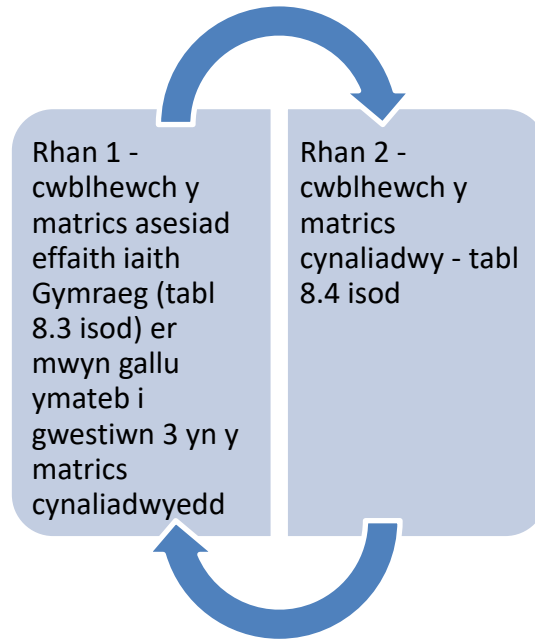 Rhan 1 -
cwblhewch y
matrics asesiad
effaith iaith
Gymraeg (tabl
8.3 isod) er
mwyn gallu
ymateb i
gwestiwn 3 yn y
matrics
cynaliadwyedd
Rhan 2 -
cwblhewch y
matrics
cynaliadwy - tabl
8.4 isod